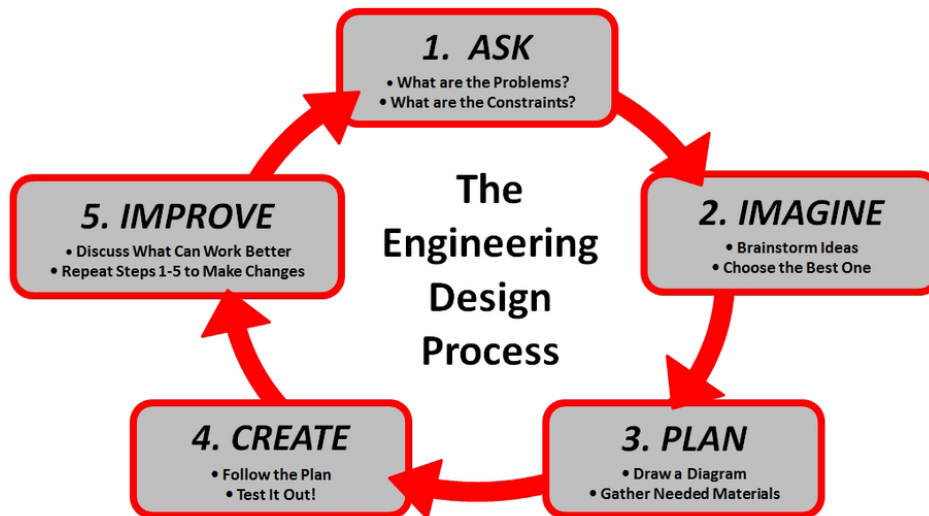 1. ASK
• What are the Problems?
• What are the Constraints?
The
Engineering
Design
Process
2. IMAGINE
• Brainstorm Ideas
• Choose the Best One
3. PLAN
• Draw a Diagram
• Gather Needed Materials
4. CREATE
• Follow the Plan
• Test It Out!
5. IMPROVE
• Discuss What Can Work Better
• Repeat Steps 1-5 to Make Changes